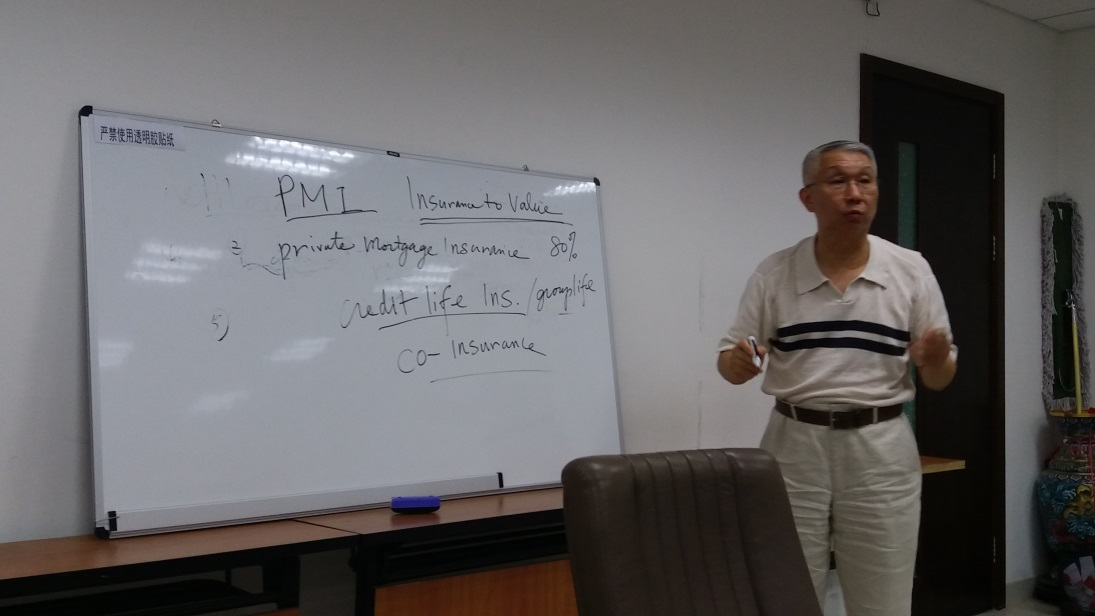 严禁使用透明胶贴纸
PMI Insurance to Value
= private Mortgage Insurance 80%
credit life Ins. / group life
5)
co-Insurance